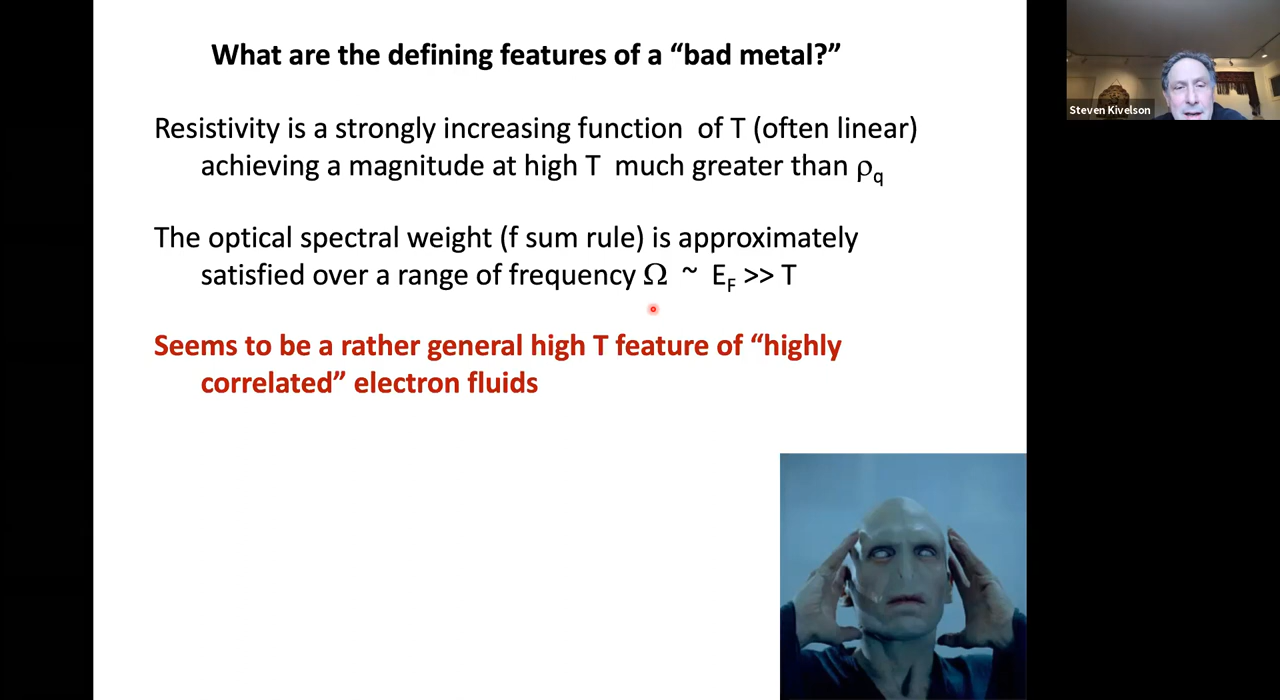 What are the defining features of a “bad metal?”
Resistivity is a strongly increasing function of T (often linear)
achieving a magnitude at high T much greater than ρq
The optical spectral weight (f sum rule) is approximately
satisfied over a range of frequency Ω ~ EF >> T
Seems to be a rather general high T feature of “highly
correlated” electron fluids
Steven Kivelson